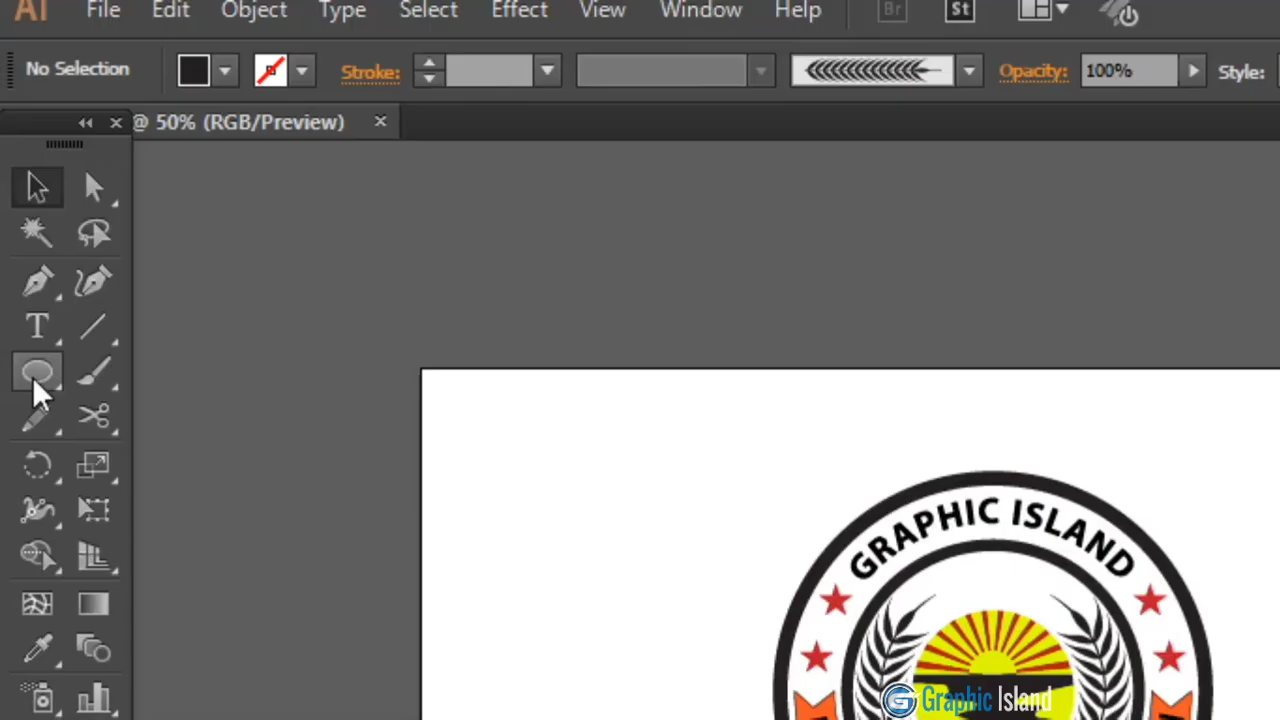 Ai File Edit Object Type Select Effect View Window Help Br St
No Selection Stroke: Opacity: 100% Style:
@ 50% (RGB/Preview) ×
T
GRAPHIC ISLAND
G Graphic Island